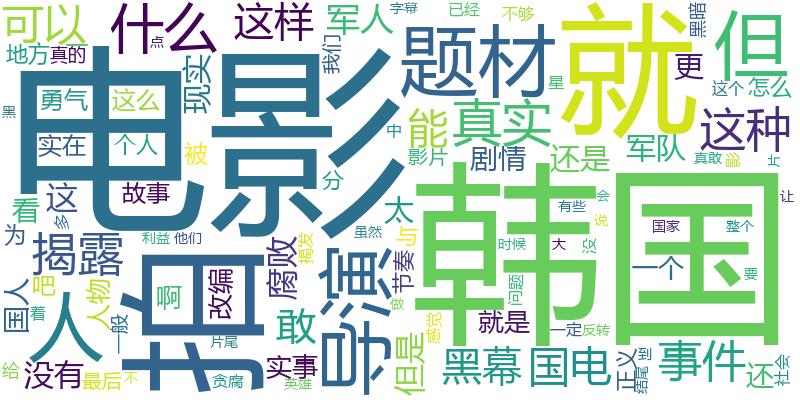 可以 什么 这样 军人 字幕 已经 不够 黑暗 但
地方 真的 点 现实 我们 题材 就 更 这个 怎么
电影 勇气 这么 能 真实 星 这种
黑 实在 个人 被 中 影片 剧情 还是 军队 真敢 片
看 这 故事 分 太 韩国 有些 会 让
为 多 利益 他们 揭发 虽然 与 时候 大 没 说 国家 整个
揭露 腐败 导演 节奏 问题 一个 要
国人 吧 人物 拍 啊 改编 敢 做 感觉 就是 一定 反转
着 人 一般 片尾 实事 但是 黑幕 国电 正义 事件 社会
给 没有 最后 不 贪腐 英雄 结尾 还